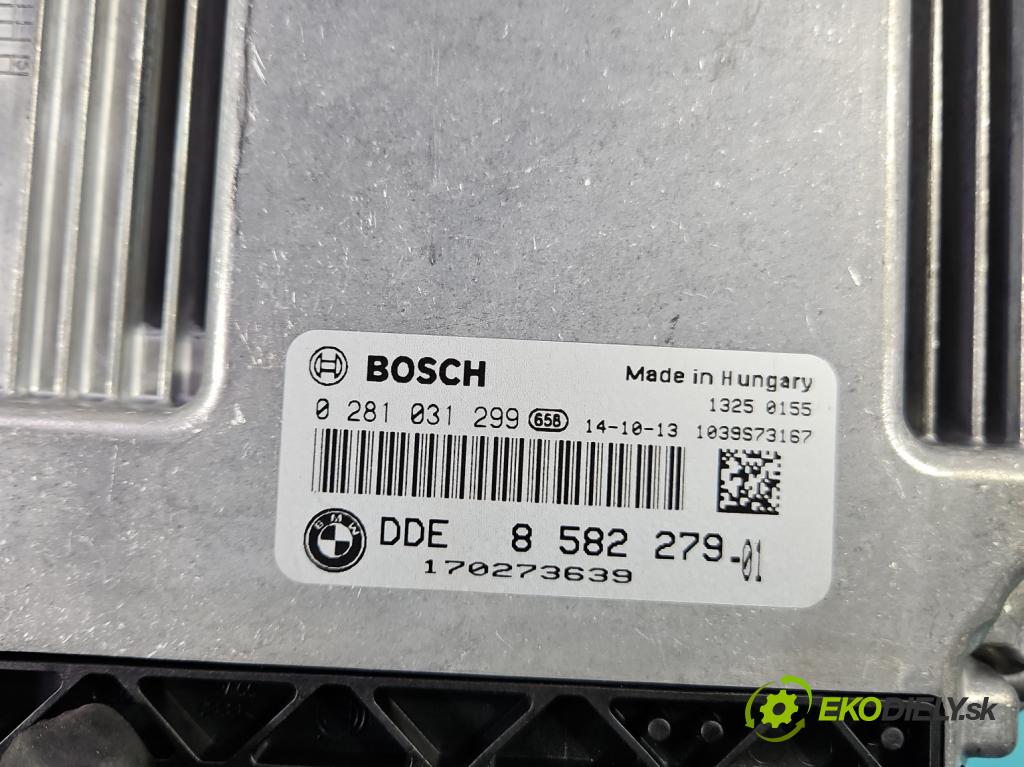 BOSCH
Made in Hungary
1325 0155
0 281 031 299 658 14-10-13 1039S73167
BMW DDE 8 582 279-01
170273639
EKODIELY.sk